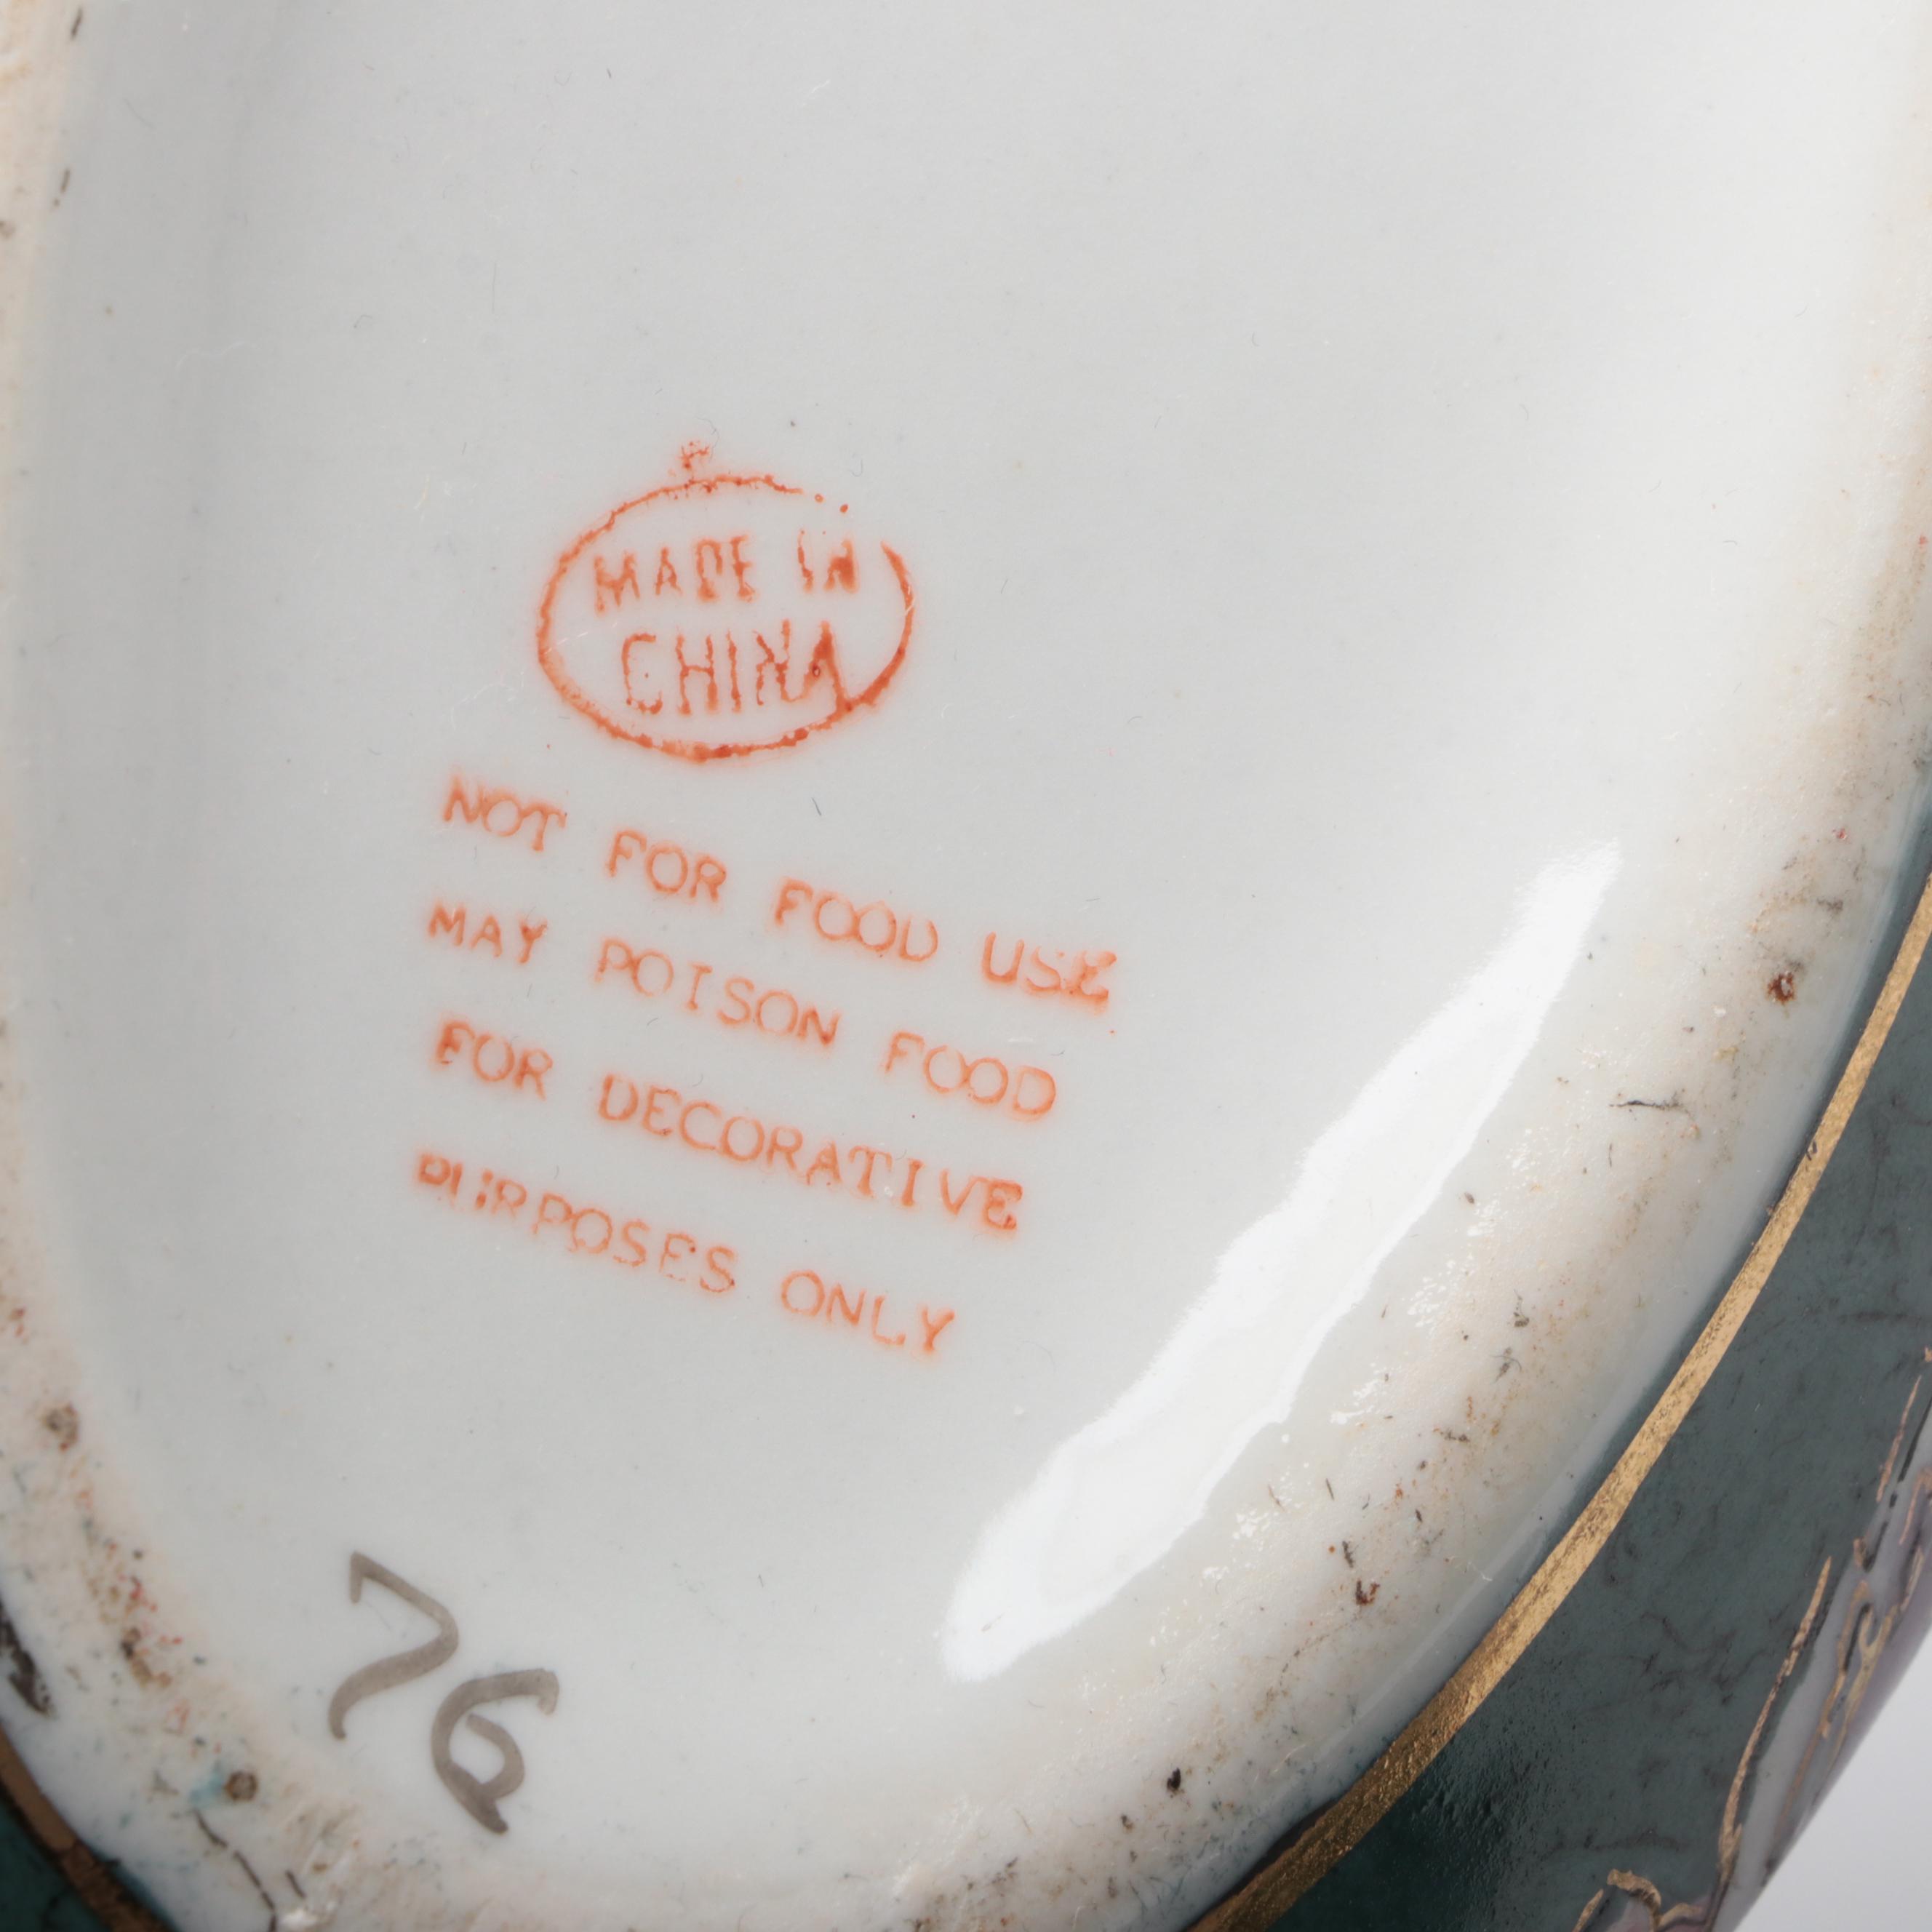 MADE IN
CHINA
NOT FOR FOOD USE
MAY POISON FOOD
FOR DECORATIVE
PURPOSES ONLY
76